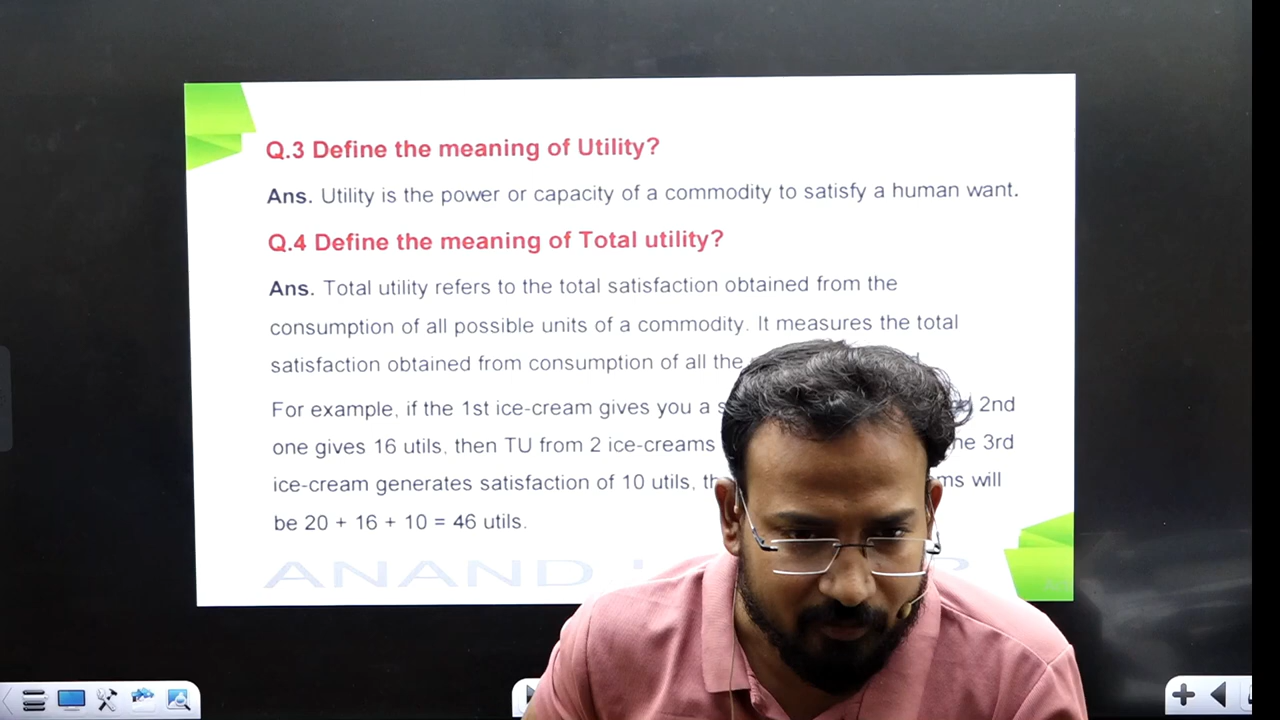 Q.3 Define the meaning of Utility?
Ans. Utility is the power or capacity of a commodity to satisfy a human want.
Q.4 Define the meaning of Total utility?
Ans. Total utility refers to the total satisfaction obtained from the
consumption of all possible units of a commodity. It measures the total
satisfaction obtained from consumption of all the
For example, if the 1st ice-cream gives you a 2nd
one gives 16 utils, then TU from 2 ice-creams 3rd
ice-cream generates satisfaction of 10 utils, will
be 20 + 16 + 10 = 46 utils.
ANAND